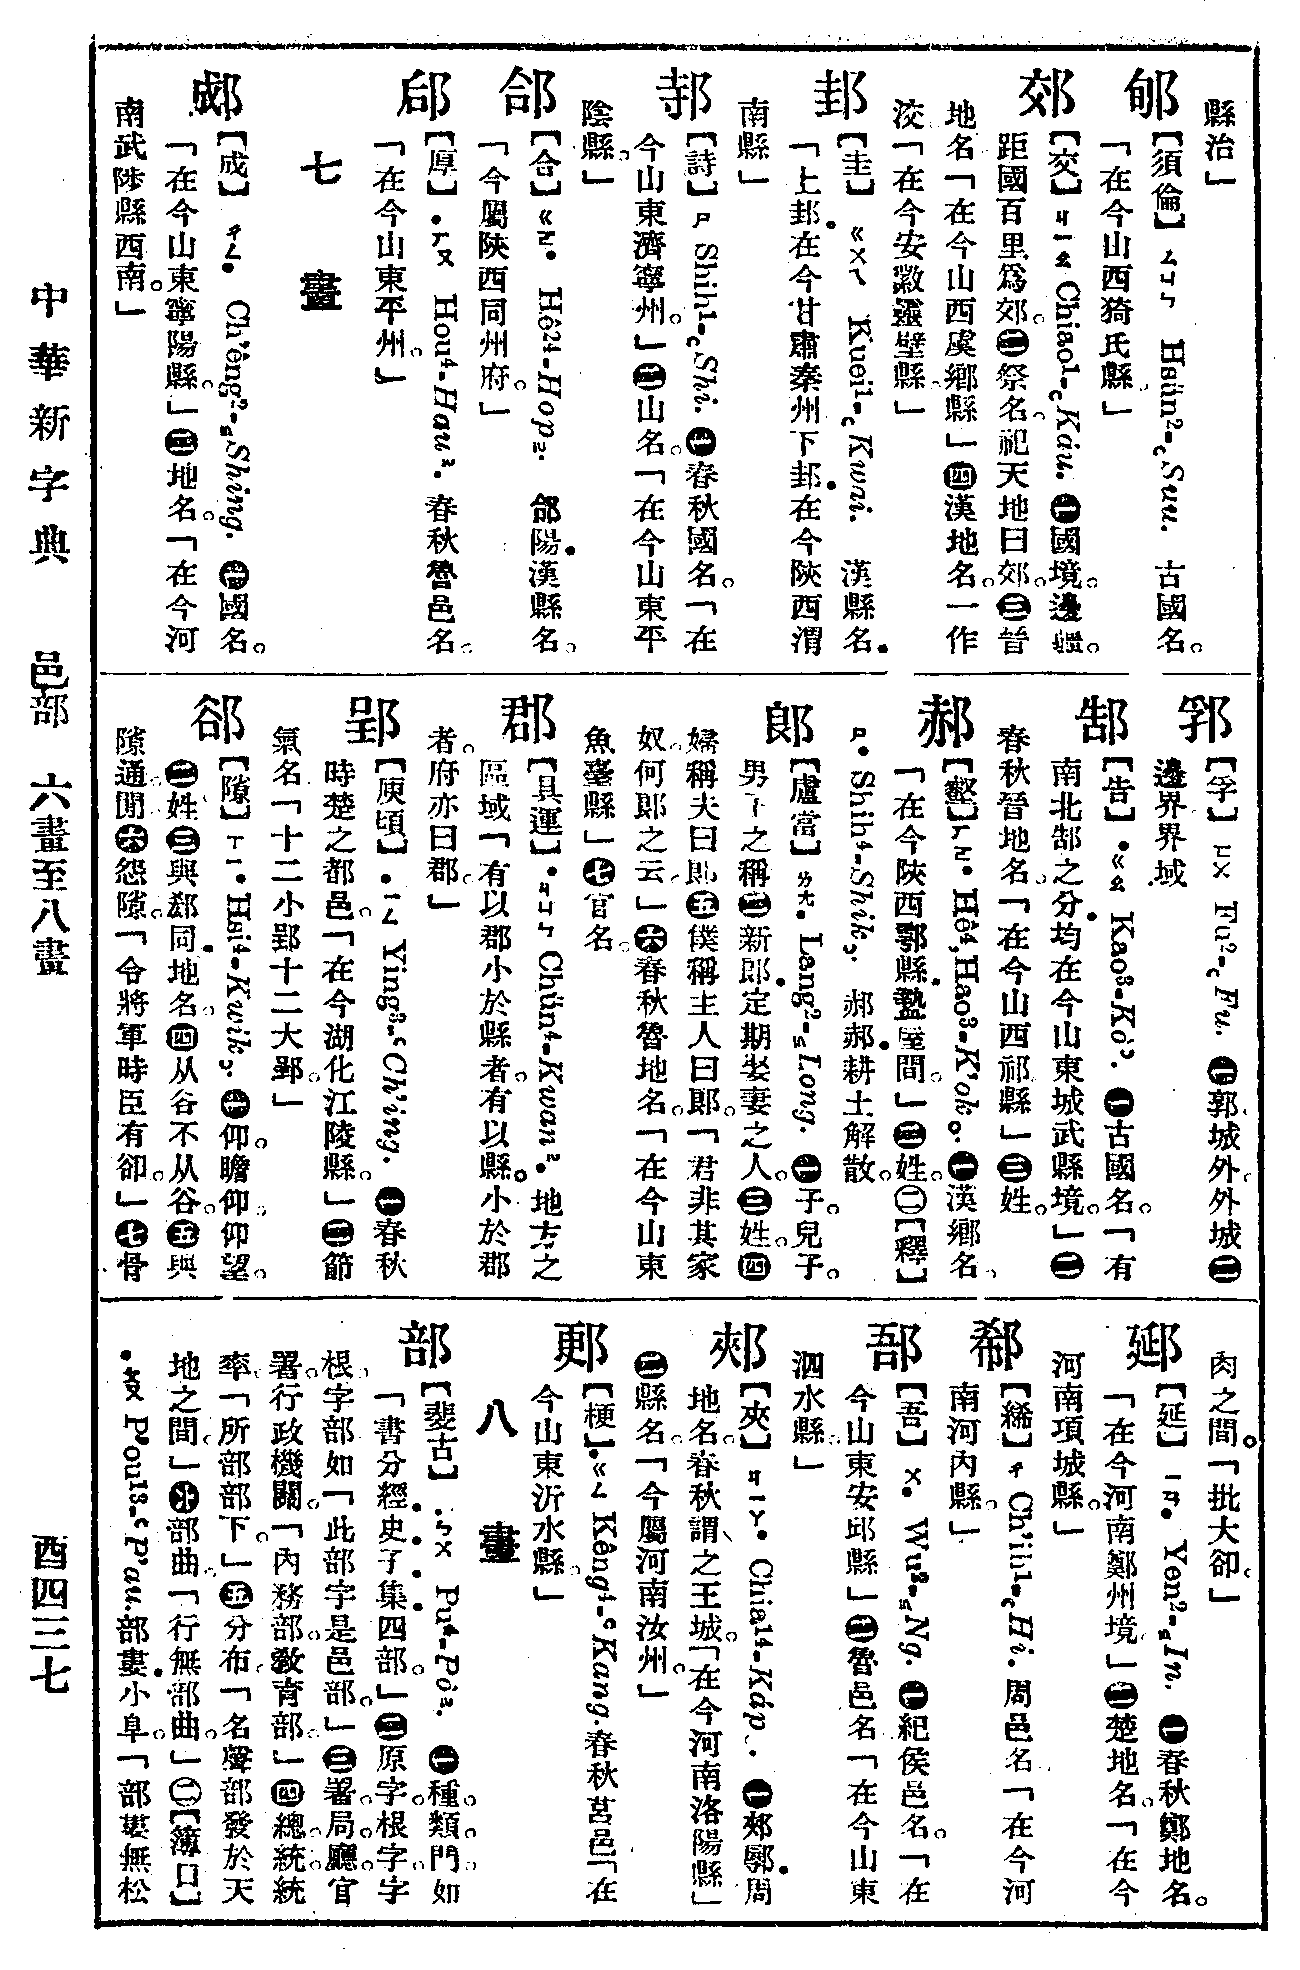 縣治」
郇
【須倫】ㄙㄩㄣ Hsün²-꜀Suu. 古國名。
「在今山西猗氏縣」
郊
【交】ㄐㄧㄠ Chiao¹-꜀Káu. ㊀國境。邊疆。
距國百里爲郊。㊁祭名。祀天地曰郊。㊂晉
地名「在今山西虞鄉縣」㊃漢地名。一作
洨「在今安徽靈壁縣」
邽
【圭】ㄍㄨㄟ Kuei¹-꜀Kwai. 漢縣名。
「上邽在今甘肅秦州下邽在今陝西渭
南縣」
邿
【詩】ㄕ Shih¹-꜀Shi. ㊀春秋國名。「在
今山東濟寧州。」㊁山名。「在今山東平
陰縣。」
郃
【合】ㄍㄜ• Hê²⁴-Hop₂. 郃陽漢縣名。
「今屬陝西同州府。」
郈
【厚】•ㄏㄡ Hou⁴-Hau². 春秋魯邑名。
「在今山東東平州。」
七 畫
郕
【成】ㄔㄥ• Ch'êng²-₅Shing. ㊀國名。
「在今山東寧陽縣。」㊁地名。「在今河
南武陟縣西南。」
郛
【孚】ㄈㄨ Fu²-꜀Fu. ㊀郭。城外。外城㊁
邊界界域
郜
【告】•ㄍㄠ Kao³-Kò³. ㊀古國名。「有
南北郜之分均在今山東城武縣境。」㊁
春秋晉地名。「在今山西祁縣」㊂姓。
郝
【壑】ㄏㄜ• Hê⁴,Hao³-K'ok₀. ㊀漢鄉名。
「在今陝西鄠縣盩厔間。」㊁姓。㈡【釋】
ㄕ• Shih⁴-Shik₂. 郝郝耕土解散。
郞
【盧當】ㄌㄤ• Lang²-₅Long. ㊀子。兒子。
男子之稱㊁新郞定期娶妻之人。㊂姓。㊃
婦稱夫曰郞㊄僕稱主人曰郞。「君非其家
奴。何郞之云。」㊅春秋魯地名。「在今山東
魚臺縣」㊆官名。
郡
【具運】•ㄐㄩㄣ Chün⁴-Kwan². 地方之
區域「有以郡小於縣者。有以縣。小於郡
者。府亦曰郡。」
郢
【庾頃】•ㄧㄥ Ying³-ʿCh'ing. ㊀春秋
時楚之都邑。「在今湖北江陵縣。」㊁節
氣名「十二小郢十二大郢。」
郤
【隙】ㄒㄧ• Hsi⁴-Kwik₂. ㊀仰。瞻仰。仰望。
㊁姓。㊂與郄同地名。㊃从谷不从谷。㊄與
隙通。閒㊅怨隙。「令將軍時臣有郤。」㊆骨
肉之間。「批大郤。」
郔
【延】ㄧㄢ• Yen²-₅In. ㊀春秋鄭地名。
「在今河南鄭州境」㊁楚地名。「在今
河南項城縣。」
郗
【絺】ㄔ Ch'ih¹-꜀Hi. 周邑名「在今河
南河內縣。」
郚
【吾】ㄨ• Wu²-₅Ng. ㊀紀侯邑名。「在
今山東安邱縣」㊁魯邑名「在今山東
泗水縣」
郟
【夾】ㄐㄧㄚ• Chia¹⁴-Káp₀. ㊀郟鄏周
地名。春秋謂之王城。「在今河南洛陽縣」
㊁縣名。「今屬河南汝州。」
郠
【梗】•ㄍㄥ Kêng⁴-ʿKang. 春秋莒邑「在
今山東沂水縣。」
八 畫
部
【斐古】•ㄅㄨ Pu⁴-Pò². ㊀種。類。門。如
「書分經史子集四部。」㊁原字。根字。字
根。字部如「此部字是邑部。」㊂署。局。廳。官
署。行政機關。「內務部。敎育部」㊃總。統。統
率。「所部部下。」㊄分布。「名聲部發於天
地之間」㊅部曲。「行無部曲。」㈡【簿口】
•ㄆㄡ P'ou¹³-ʿP'au. 部婁小阜。「部婁無松
中華新字典 邑部 六畫至八畫 酉四三七